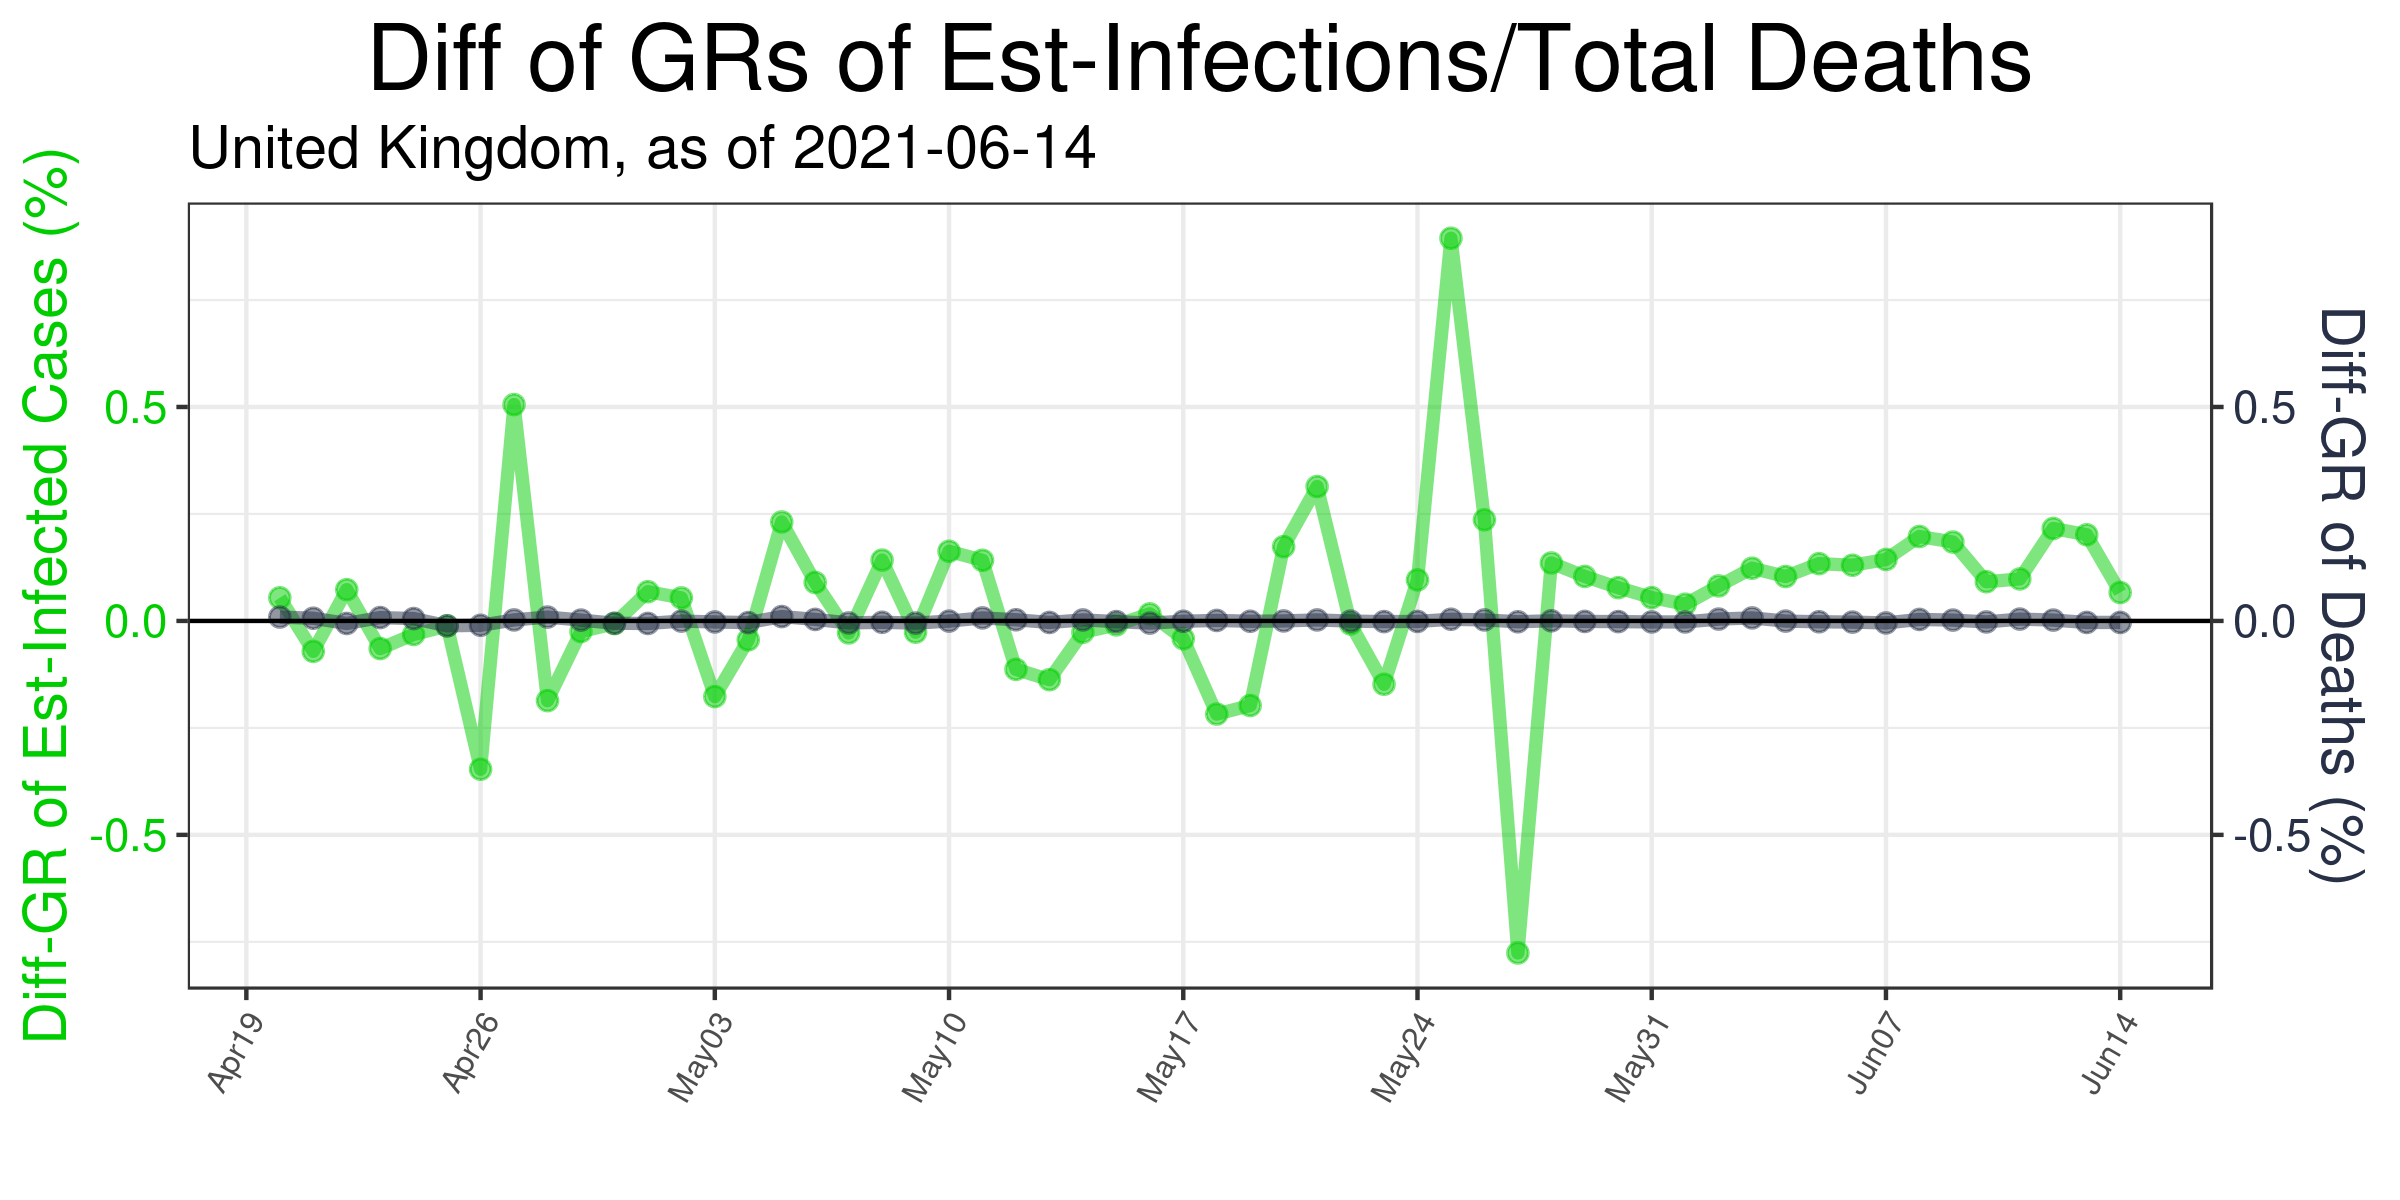 Diff of GRs of Est-Infections/Total Deaths
United Kingdom, as of 2021-06-14
Diff-GR of Est-Infected Cases (%)
0.5
0.0
-0.5
0.5
0.0
-0.5
Diff-GR of Deaths (%)
Apr19
Apr26
May03
May10
May17
May24
May31
Jun07
Jun14